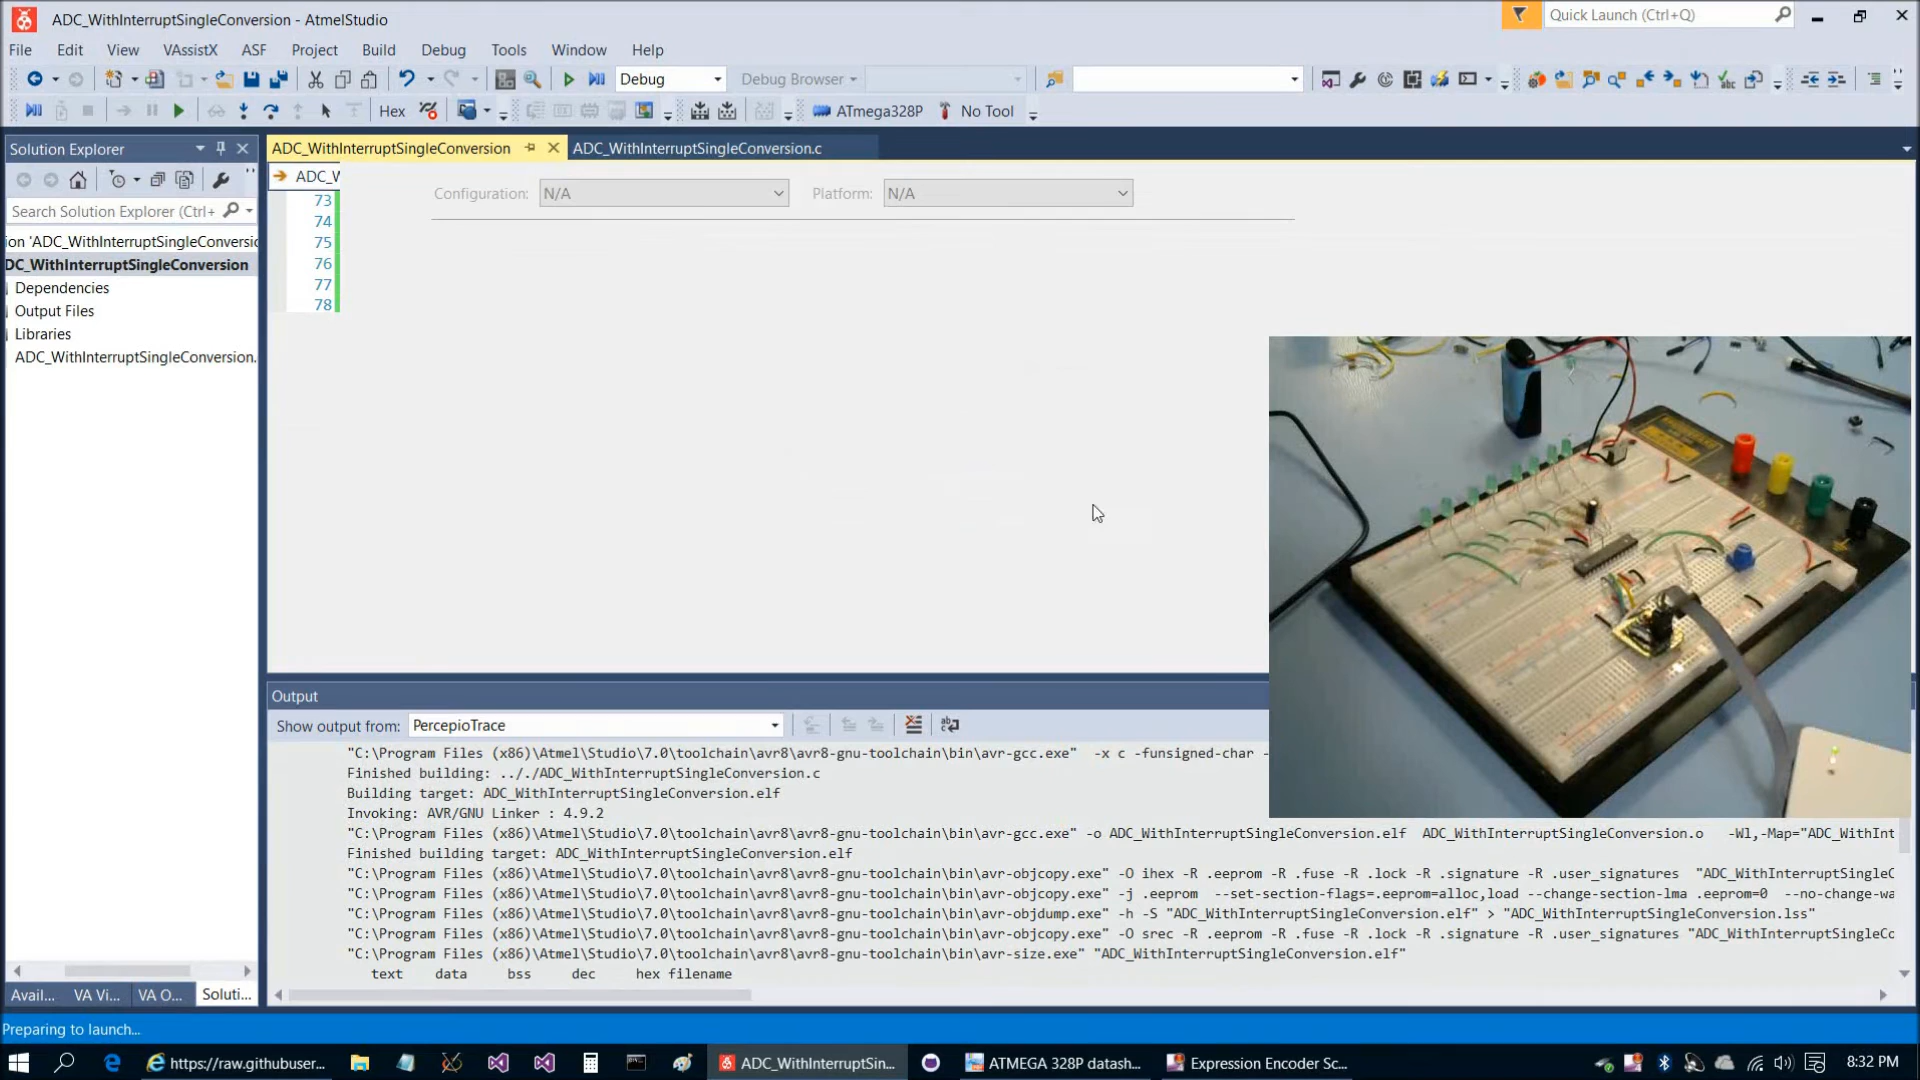 ADC_WithInterruptSingleConversion - AtmelStudio
Quick Launch (Ctrl+Q)
File Edit View VAssistX ASF Project Build Debug Tools Window Help
Debug
Debug Browser
Hex
ATmega328P
No Tool
Solution Explorer
ADC_WithInterruptSingleConversion
ADC_WithInterruptSingleConversion.c
ADC_W
Configuration: N/A Platform: N/A
Search Solution Explorer (Ctrl+
ion 'ADC_WithInterruptSingleConversio
DC_WithInterruptSingleConversion
Dependencies
Output Files
Libraries
ADC_WithInterruptSingleConversion.
73
74
75
76
77
78
Output
Show output from: PercepioTrace
"C:\Program Files (x86)\Atmel\Studio\7.0\toolchain\avr8\avr8-gnu-toolchain\bin\avr-gcc.exe" -x c -funsigned-char -
Finished building: .././ADC_WithInterruptSingleConversion.c
Building target: ADC_WithInterruptSingleConversion.elf
Invoking: AVR/GNU Linker : 4.9.2
"C:\Program Files (x86)\Atmel\Studio\7.0\toolchain\avr8\avr8-gnu-toolchain\bin\avr-gcc.exe" -o ADC_WithInterruptSingleConversion.elf ADC_WithInterruptSingleConversion.o -Wl,-Map="ADC_WithInt
Finished building target: ADC_WithInterruptSingleConversion.elf
"C:\Program Files (x86)\Atmel\Studio\7.0\toolchain\avr8\avr8-gnu-toolchain\bin\avr-objcopy.exe" -O ihex -R .eeprom -R .fuse -R .lock -R .signature -R .user_signatures "ADC_WithInterruptSingleC
"C:\Program Files (x86)\Atmel\Studio\7.0\toolchain\avr8\avr8-gnu-toolchain\bin\avr-objcopy.exe" -j .eeprom --set-section-flags=.eeprom=alloc,load --change-section-lma .eeprom=0 --no-change-wa
"C:\Program Files (x86)\Atmel\Studio\7.0\toolchain\avr8\avr8-gnu-toolchain\bin\avr-objdump.exe" -h -S "ADC_WithInterruptSingleConversion.elf" > "ADC_WithInterruptSingleConversion.lss"
"C:\Program Files (x86)\Atmel\Studio\7.0\toolchain\avr8\avr8-gnu-toolchain\bin\avr-objcopy.exe" -O srec -R .eeprom -R .fuse -R .lock -R .signature -R .user_signatures "ADC_WithInterruptSingleCo
"C:\Program Files (x86)\Atmel\Studio\7.0\toolchain\avr8\avr8-gnu-toolchain\bin\avr-size.exe" "ADC_WithInterruptSingleConversion.elf"
text data bss dec hex filename
Avail... VA Vi... VA O... Soluti...
Preparing to launch...
https://raw.githubuser...
ADC_WithInterruptSin...
ATMEGA 328P datash...
Expression Encoder Sc...
8:32 PM